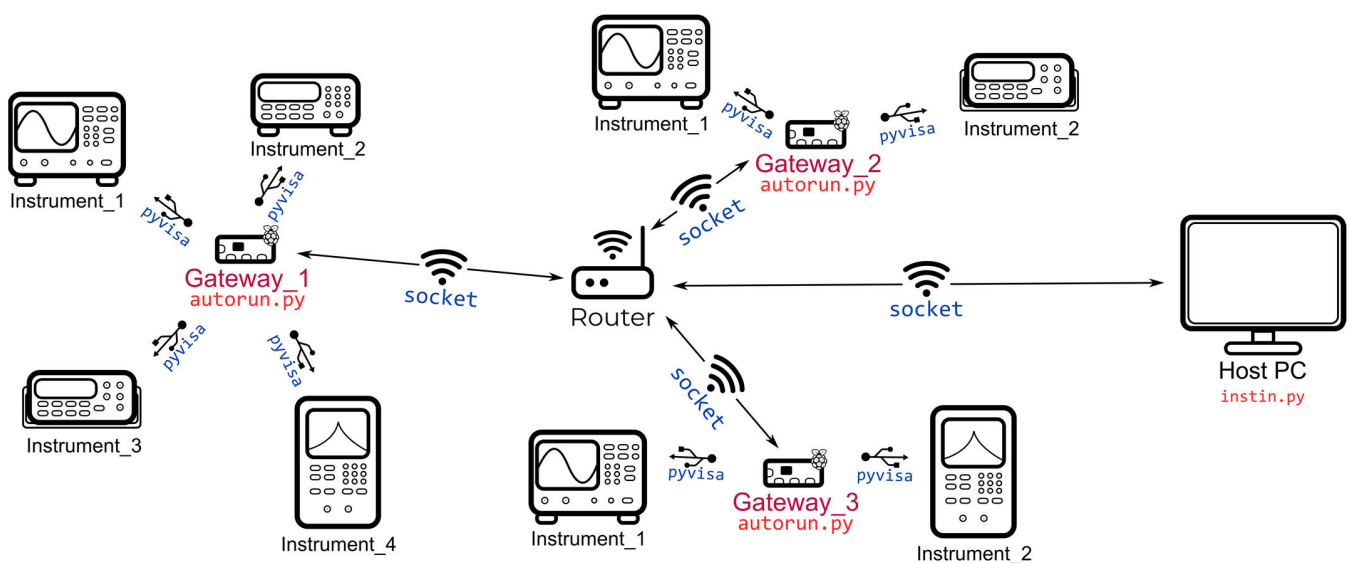 Instrument_1
Instrument_2
pyvisa
pyvisa
Gateway_1
autorun.py
pyvisa
pyvisa
Instrument_3
Instrument_4
socket
Instrument_1
pyvisa
pyvisa
Instrument_2
Gateway_2
autorun.py
socket
Router
socket
Host PC
instin.py
socket
Instrument_1
pyvisa
pyvisa
Gateway_3
autorun.py
Instrument_2